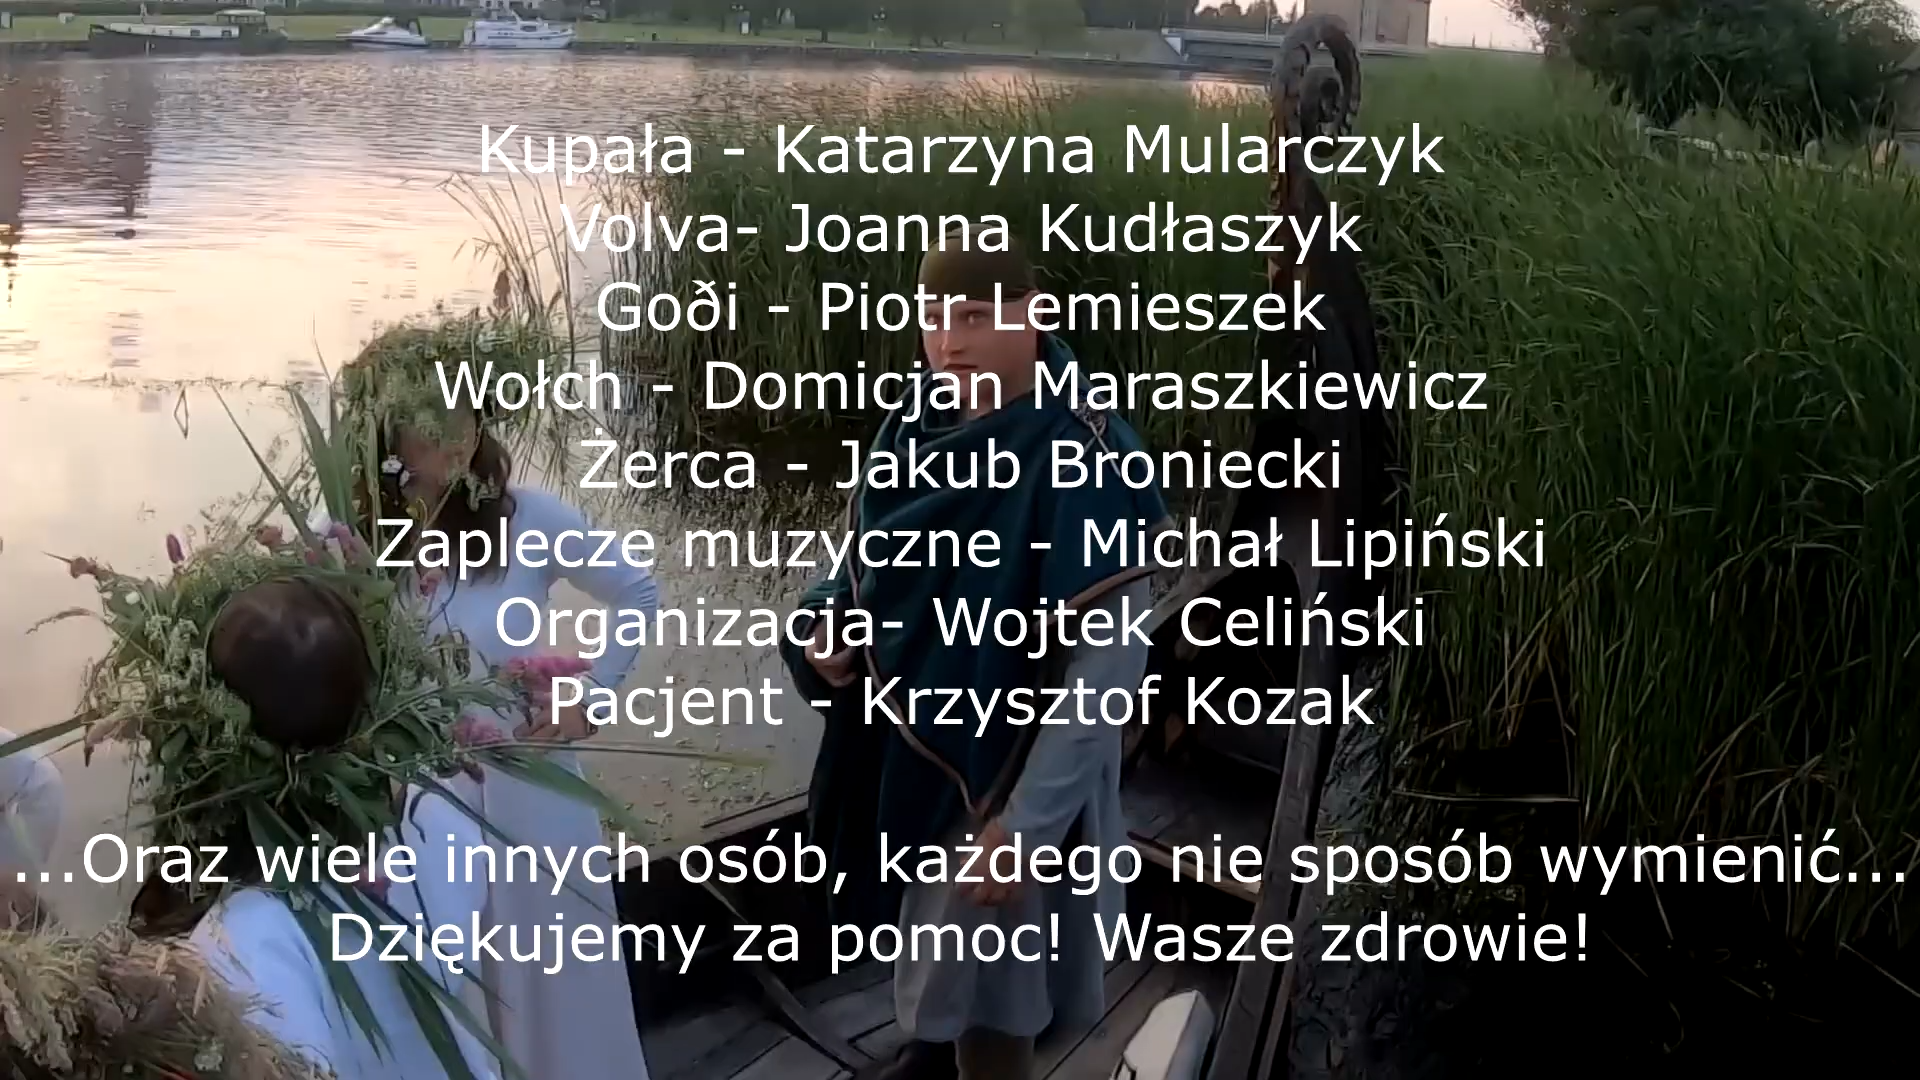 Kupała - Katarzyna Mularczyk
Volva- Joanna Kudłaszyk
Goði - Piotr Lemieszek
Wołch - Domicjan Maraszkiewicz
Żerca - Jakub Broniecki
Zaplecze muzyczne - Michał Lipiński
Organizacja- Wojtek Celiński
Pacjent - Krzysztof Kozak
...Oraz wiele innych osób, każdego nie sposób wymienić...
Dziękujemy za pomoc! Wasze zdrowie!